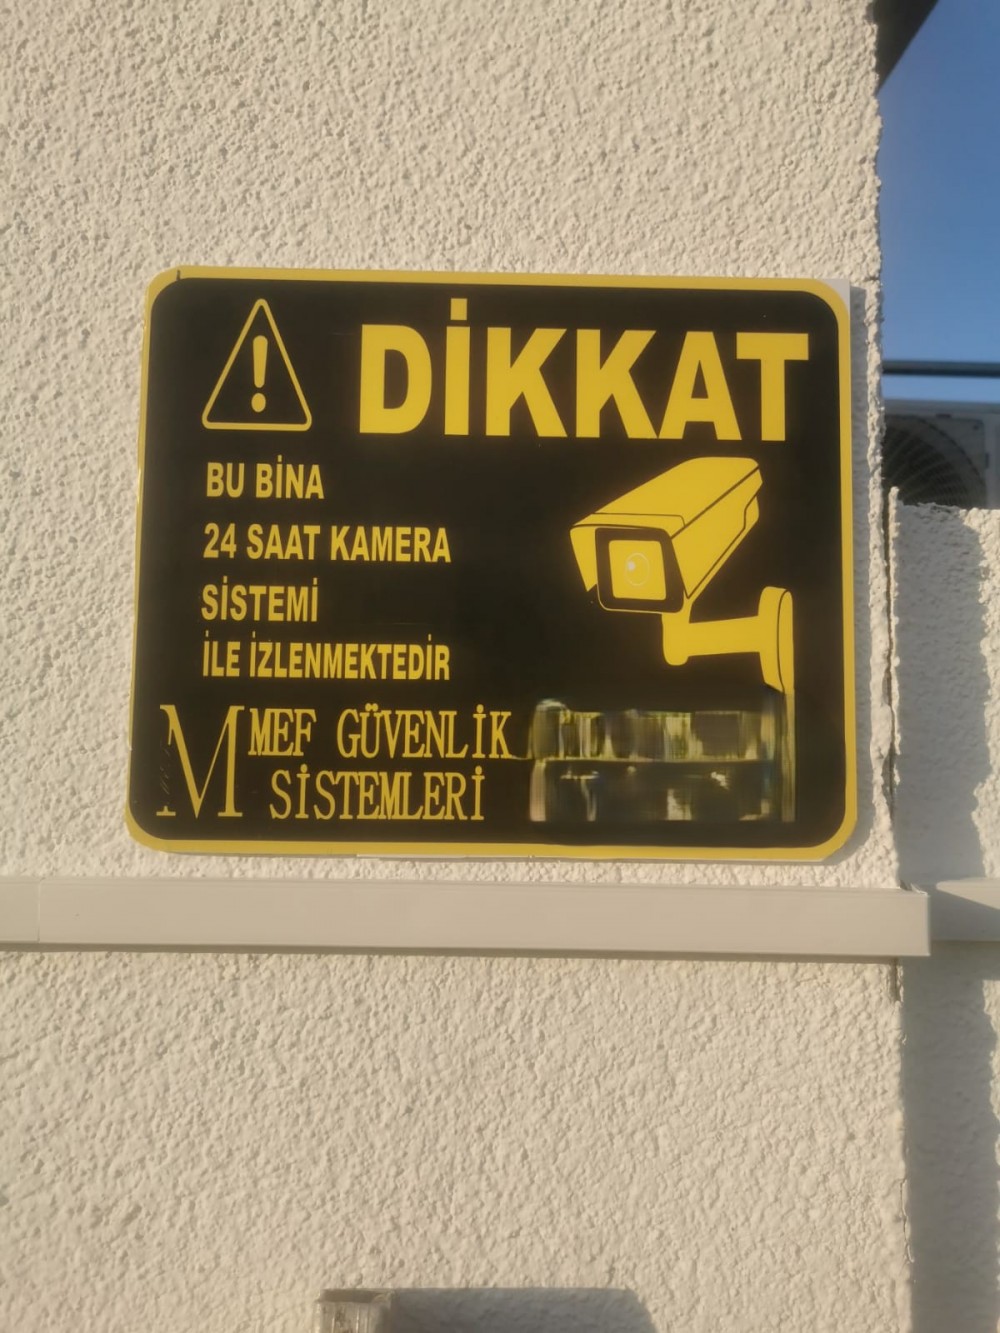 DİKKAT
BU BİNA
24 SAAT KAMERA
SİSTEMİ
İLE İZLENMEKTEDİR
M MEF GÜVENLİK
SİSTEMLERİ